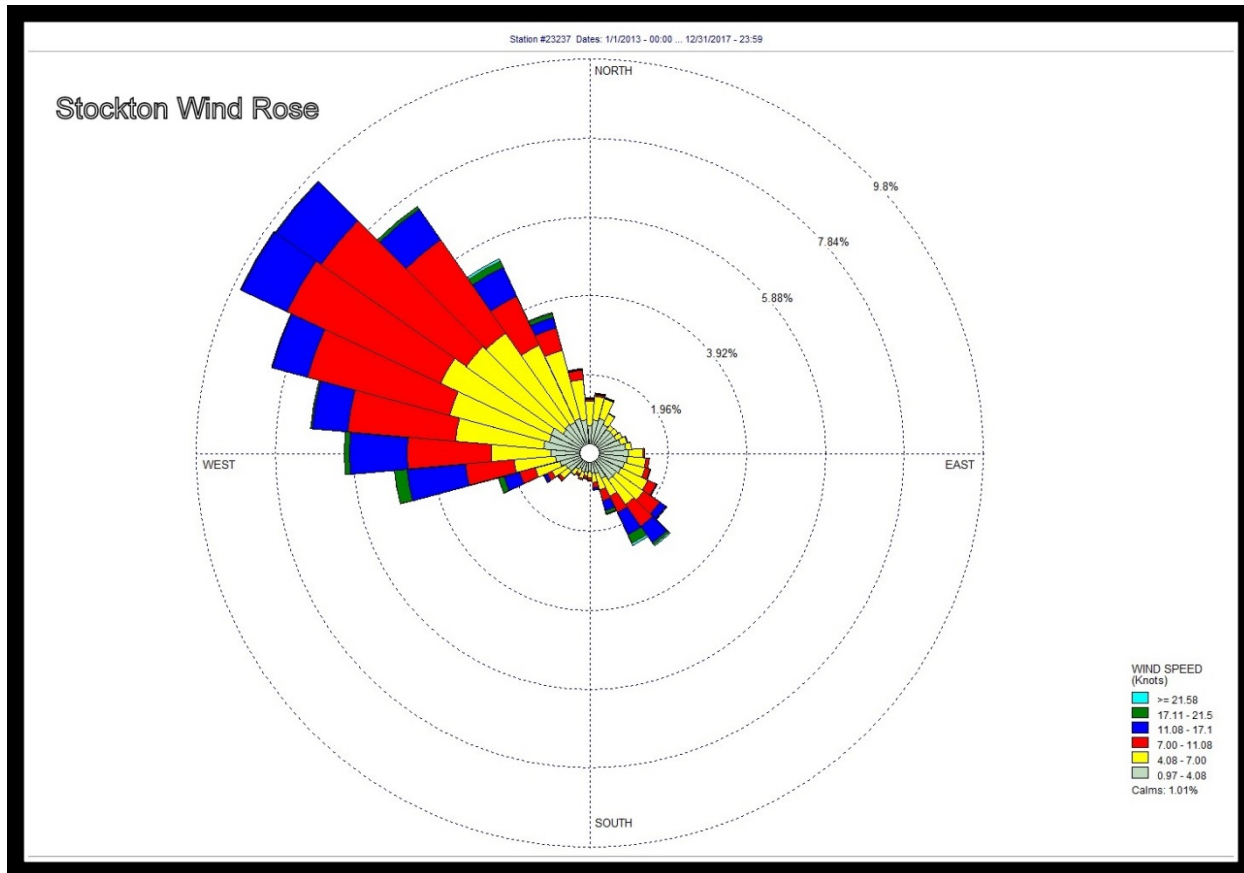 Station #23237 Dates: 1/1/2013 - 00:00 ... 12/31/2017 - 23:59
Stockton Wind Rose
NORTH
9.8%
7.84%
5.88%
3.92%
1.96%
WEST
EAST
SOUTH
WIND SPEED
(Knots)
>= 21.58
17.11 - 21.5
11.08 - 17.1
7.00 - 11.08
4.08 - 7.00
0.97 - 4.08
Calms: 1.01%